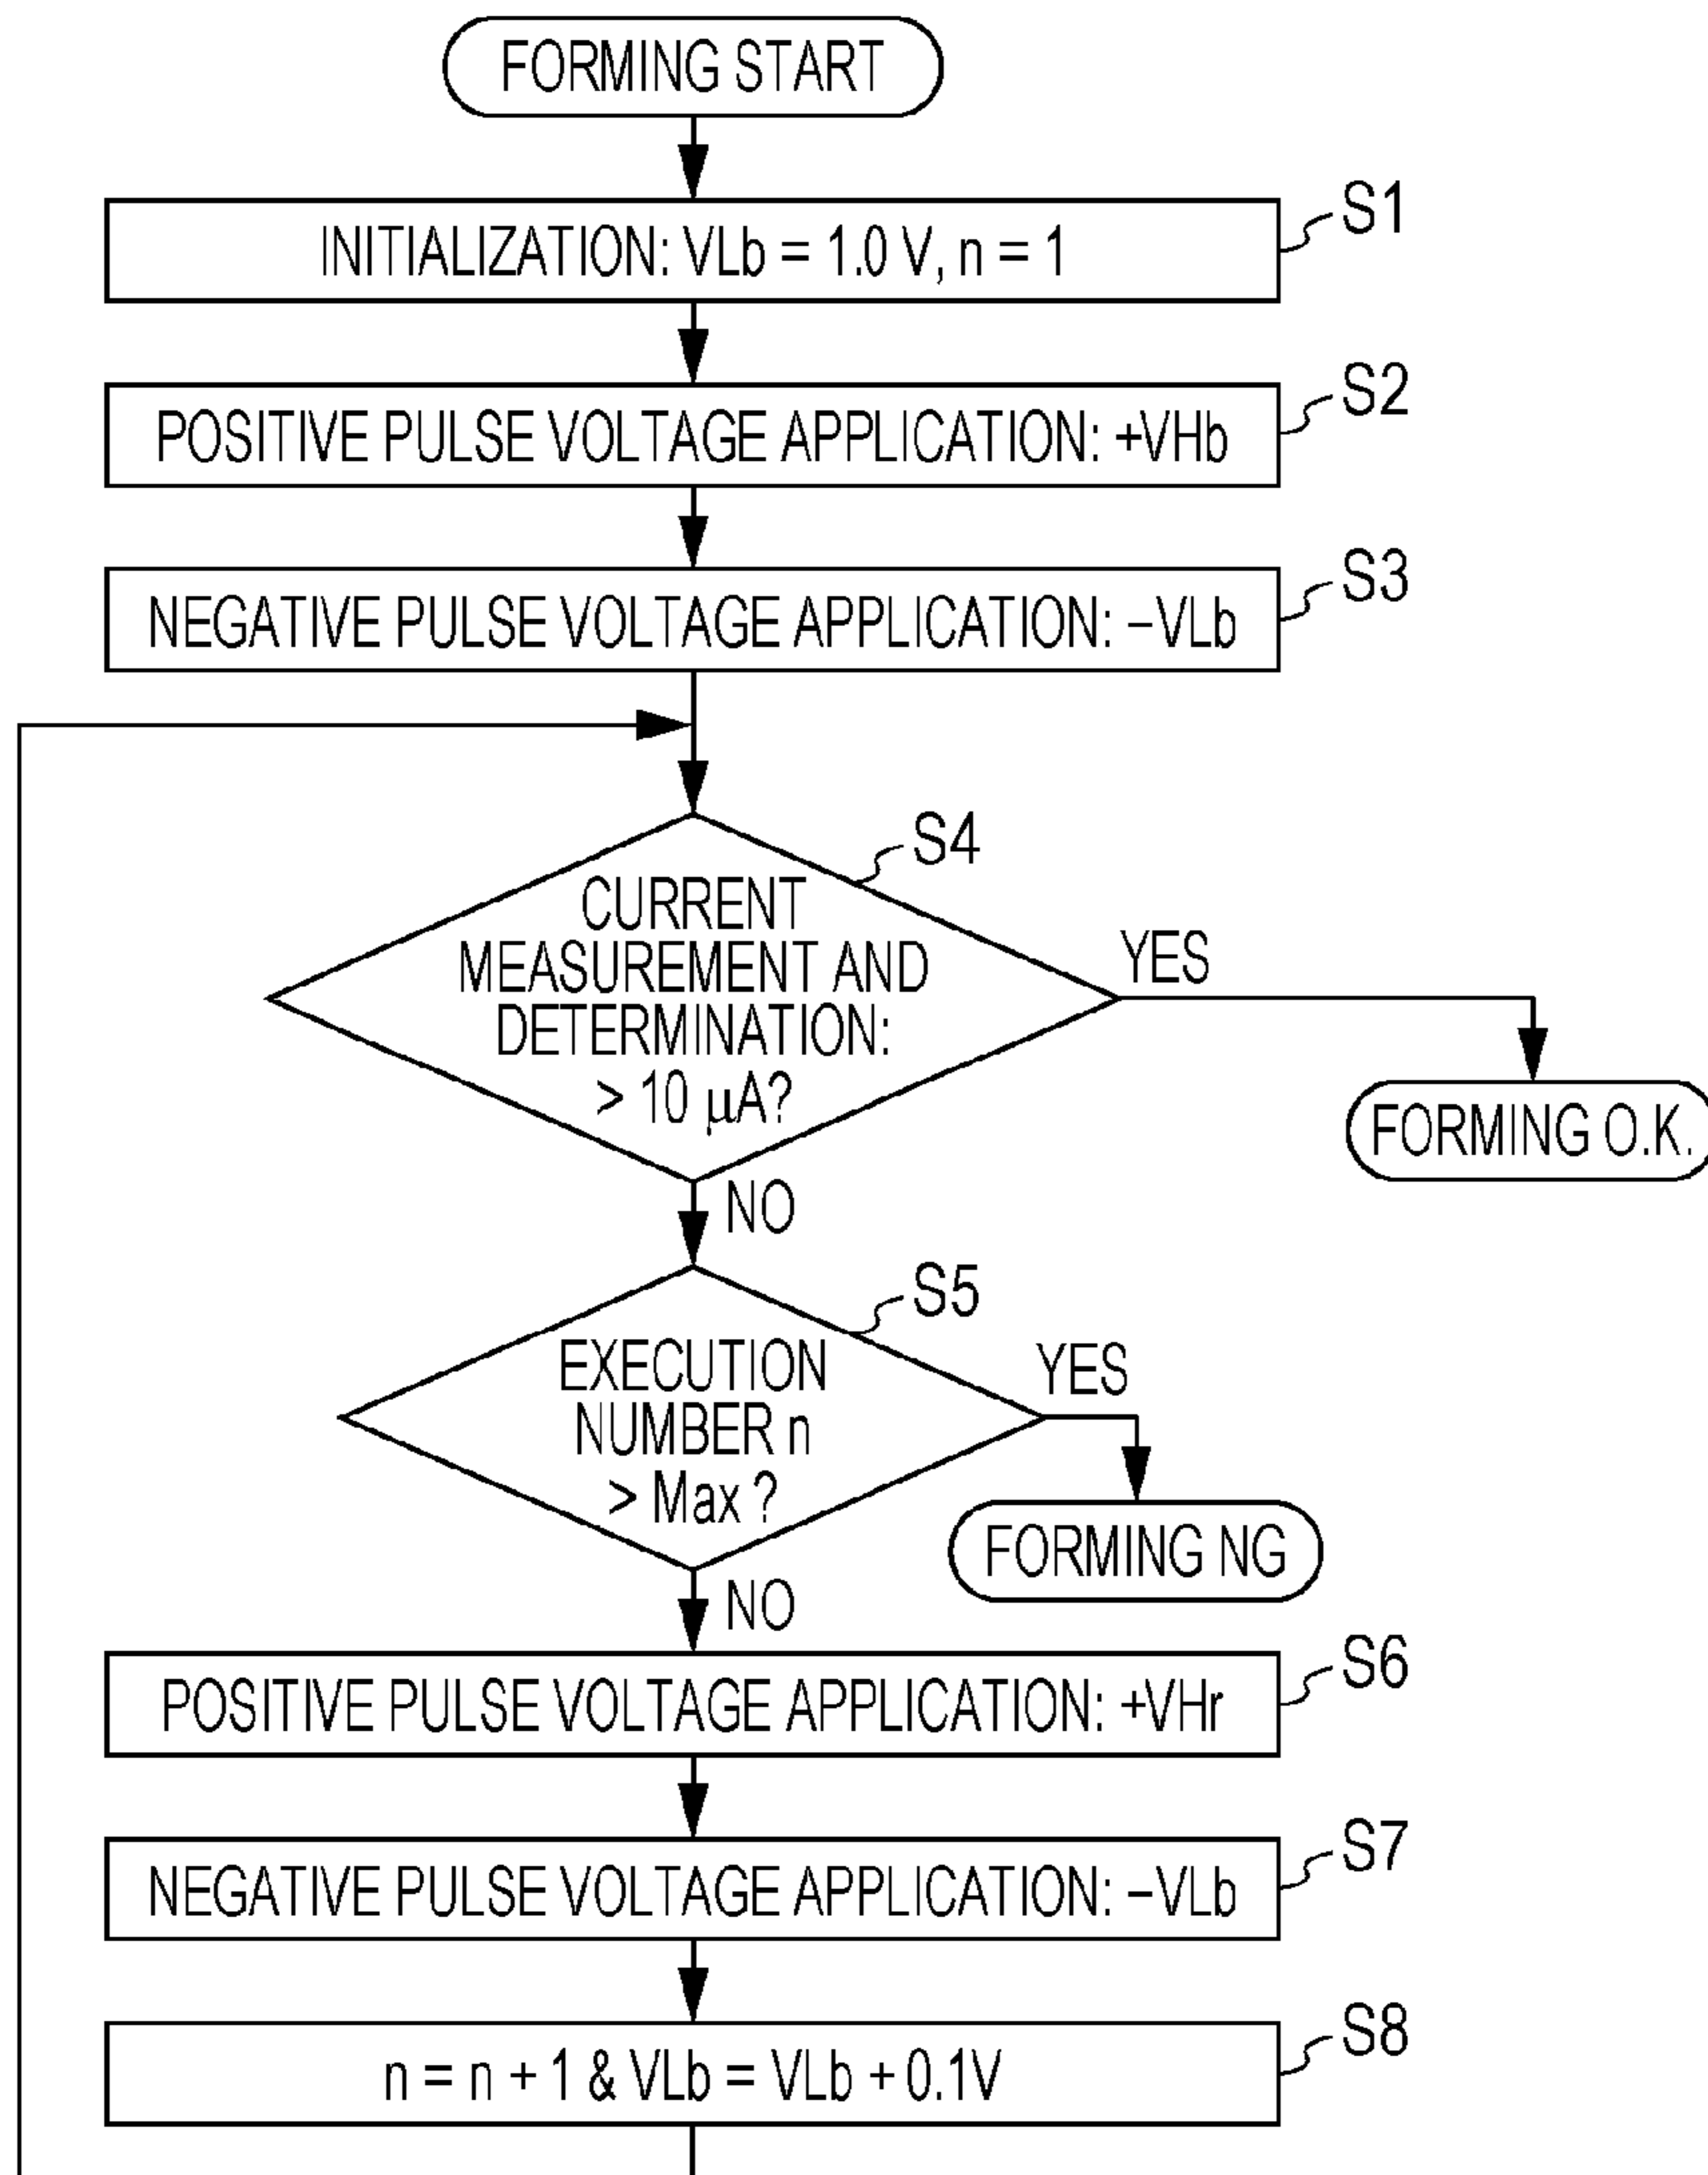 FORMING START
INITIALIZATION: VLb = 1.0 V, n = 1
S1
POSITIVE PULSE VOLTAGE APPLICATION: +VHb
S2
NEGATIVE PULSE VOLTAGE APPLICATION: –VLb
S3
S4
CURRENT
MEASUREMENT AND
DETERMINATION:
> 10 µA?
YES
FORMING O.K.
NO
S5
EXECUTION
NUMBER n
> Max ?
YES
FORMING NG
NO
POSITIVE PULSE VOLTAGE APPLICATION: +VHr
S6
NEGATIVE PULSE VOLTAGE APPLICATION: –VLb
S7
n = n + 1 & VLb = VLb + 0.1V
S8